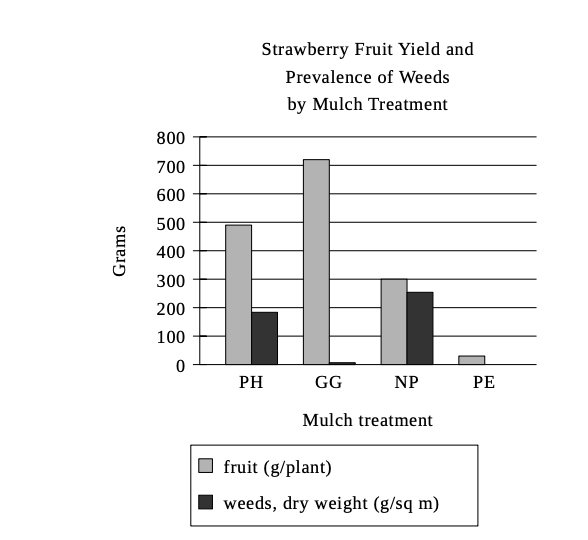 Strawberry Fruit Yield and
Prevalence of Weeds
by Mulch Treatment
800
700
600
500
400
300
200
100
0
Grams
PH GG NP PE
Mulch treatment
fruit (g/plant)
weeds, dry weight (g/sq m)